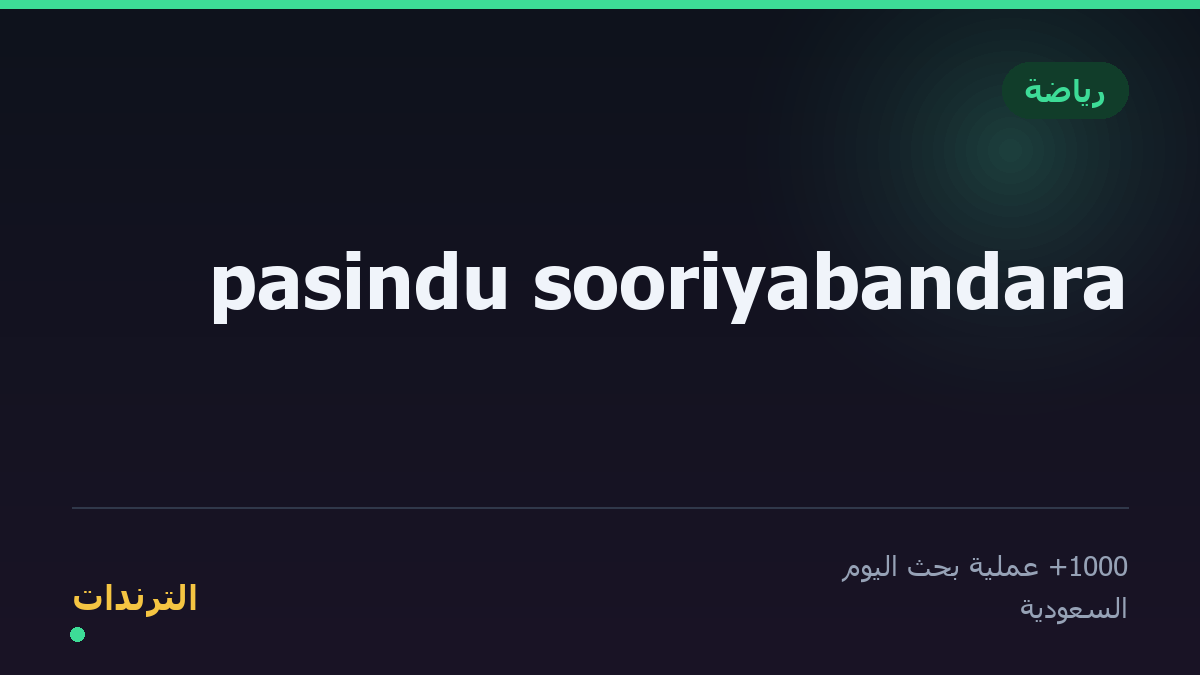 رياضة
pasindu sooriyabandara
+1000 عملية بحث اليوم
السعودية
الترندات